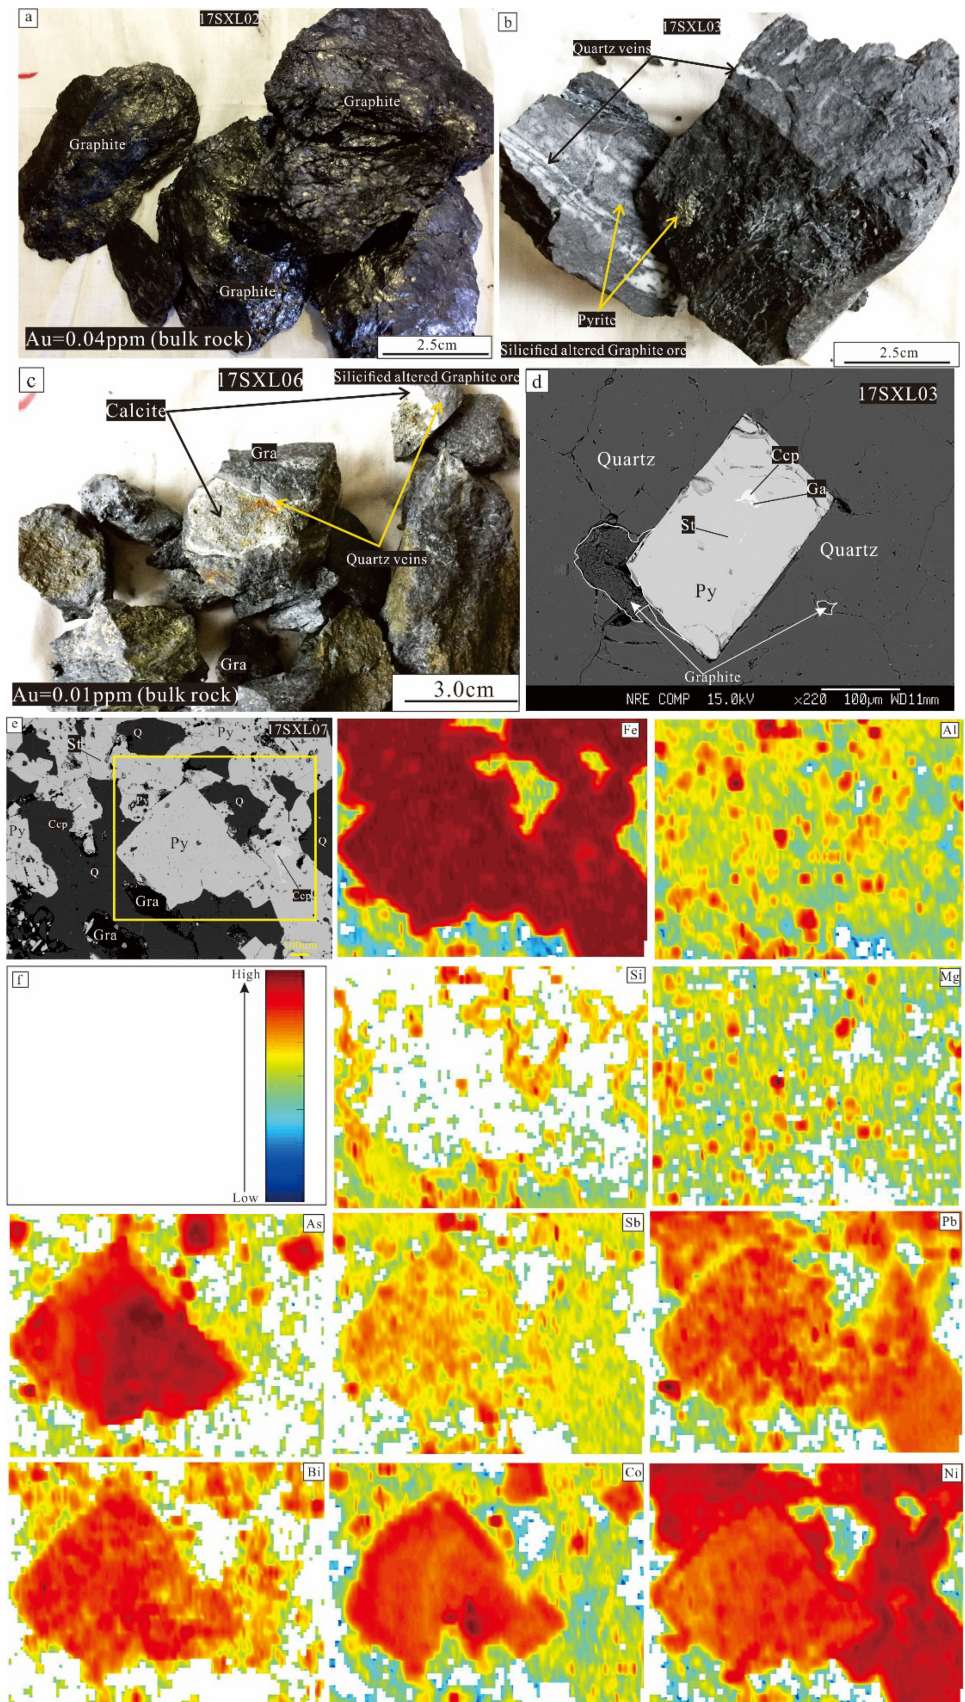 a
17SXL02
Graphite
Graphite
Graphite
Au=0.04ppm (bulk rock)
2.5cm
b
17SXL03
Quartz veins
Pyrite
Silicified altered Graphite ore
2.5cm
c
17SXL06
Silicified altered Graphite ore
Calcite
Gra
Quartz veins
Gra
Au=0.01ppm (bulk rock)
3.0cm
d
17SXL03
Quartz
Ccp
Ga
St
Quartz
Py
Graphite
NRE COMP 15.0kV ×220 100μm WD11mm
e
17SXL07
Q
Py
St
Py
Q
Ccp
Py
Py
Q
Q
Ccp
Gra
Gra
100μm
Fe
Al
f
High
Low
Si
Mg
As
Sb
Pb
Bi
Co
Ni